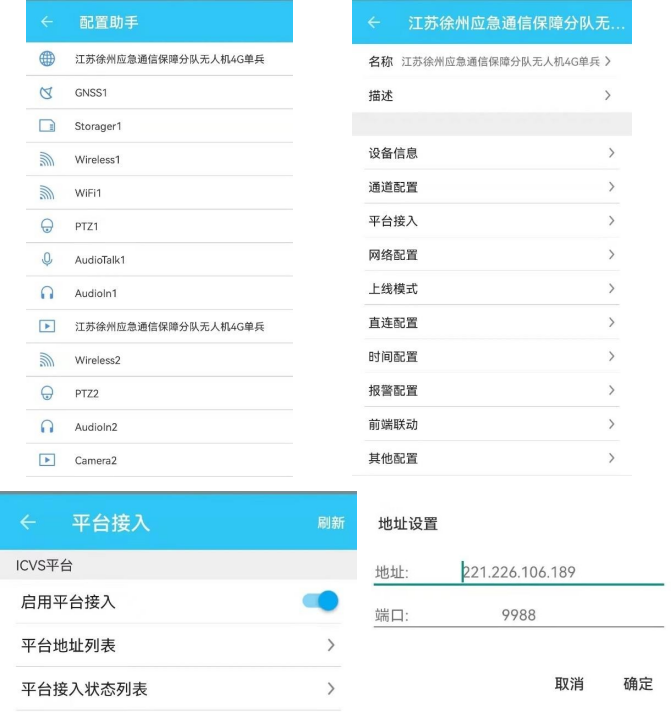 配置助手
江苏徐州应急通信保障分队无人机4G单兵
GNSS1
Storager1
Wireless1
WiFi1
PTZ1
AudioTalk1
AudioIn1
江苏徐州应急通信保障分队无人机4G单兵
Wireless2
PTZ2
AudioIn2
Camera2
江苏徐州应急通信保障分队无...
名称 江苏徐州应急通信保障分队无人机4G单兵
描述
设备信息
通道配置
平台接入
网络配置
上线模式
直连配置
时间配置
报警配置
前端联动
其他配置
平台接入 刷新
ICVS平台
启用平台接入
平台地址列表
平台接入状态列表
地址设置
地址: 221.226.106.189
端口: 9988
取消 确定